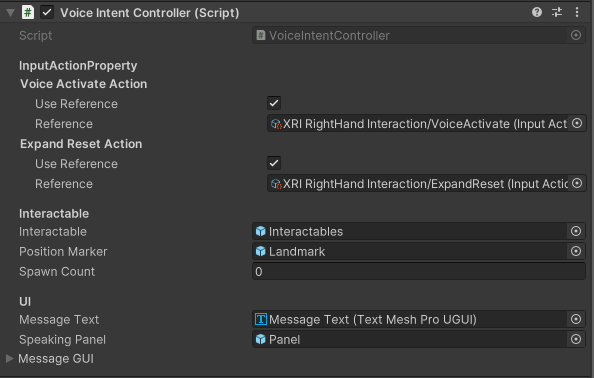 Voice Intent Controller (Script)
Script VoiceIntentController
InputActionProperty
Voice Activate Action
Use Reference
Reference XRI RightHand Interaction/VoiceActivate (Input Act
Expand Reset Action
Use Reference
Reference XRI RightHand Interaction/ExpandReset (Input Actio
Interactable
Interactable Interactables
Position Marker Landmark
Spawn Count 0
UI
Message Text Message Text (Text Mesh Pro UGUI)
Speaking Panel Panel
Message GUI